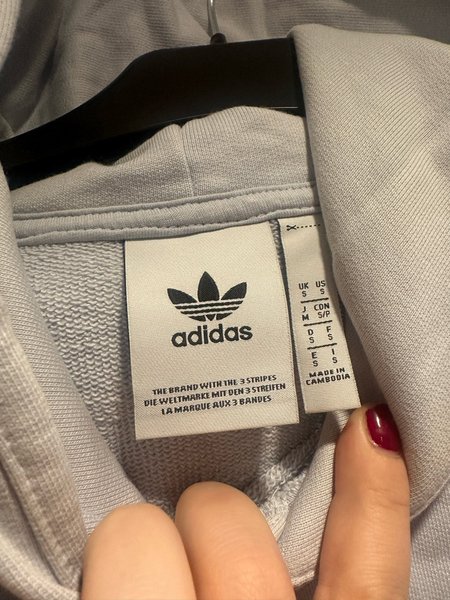 adidas
THE BRAND WITH THE 3 STRIPES
DIE WELTMARKE MIT DEN 3 STREIFEN
LA MARQUE AUX 3 BANDES
UK US
S S
J CDN
M S/P
D F
S S
E I
S S
MADE IN
CAMBODIA